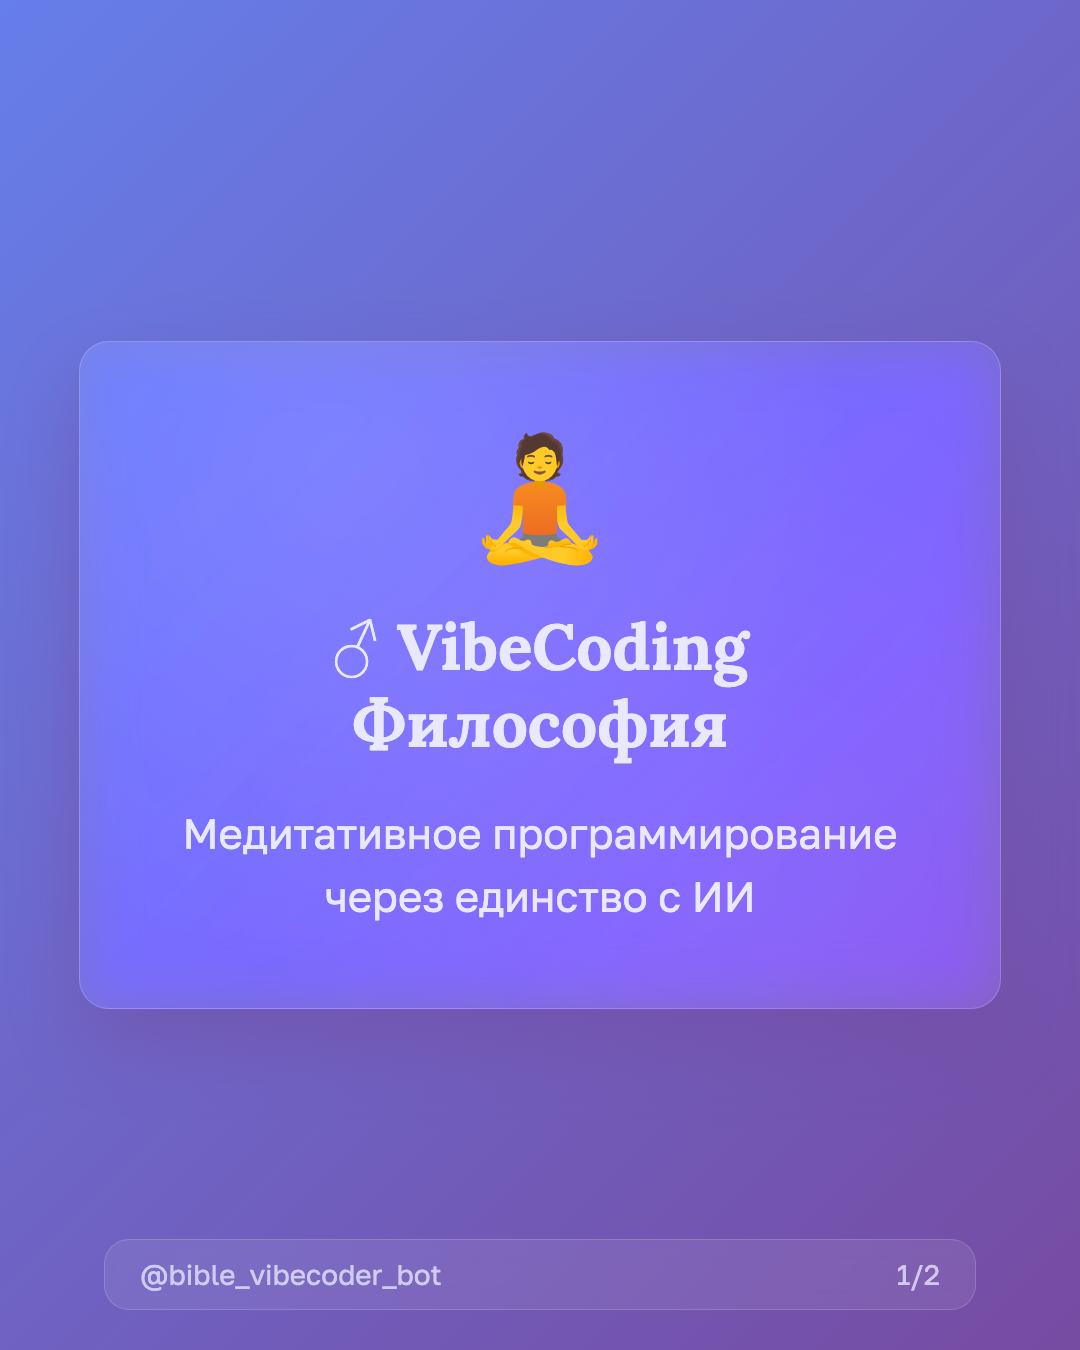 ♂ VibeCoding
Философия
Медитативное программирование
через единство с ИИ
@bible_vibecoder_bot
1/2